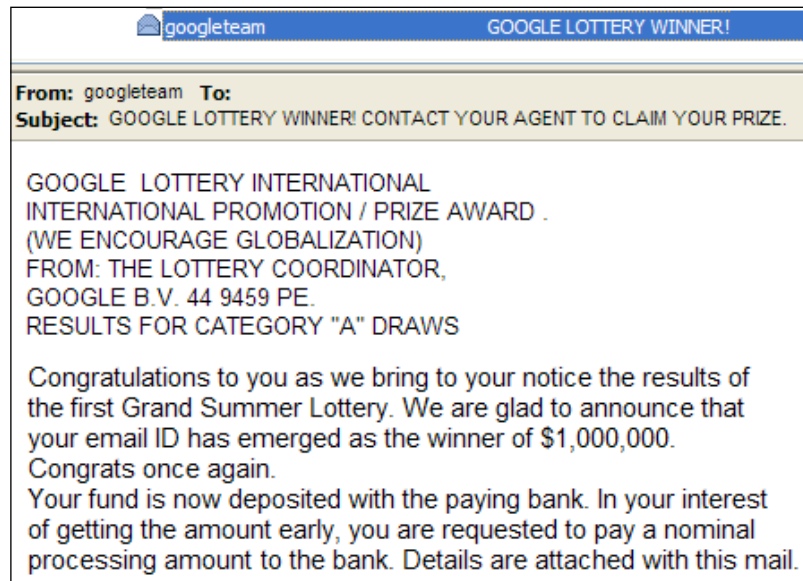 googleteam GOOGLE LOTTERY WINNER!
From: googleteam To:
Subject: GOOGLE LOTTERY WINNER! CONTACT YOUR AGENT TO CLAIM YOUR PRIZE.
GOOGLE LOTTERY INTERNATIONAL
INTERNATIONAL PROMOTION / PRIZE AWARD .
(WE ENCOURAGE GLOBALIZATION)
FROM: THE LOTTERY COORDINATOR,
GOOGLE B.V. 44 9459 PE.
RESULTS FOR CATEGORY "A" DRAWS
Congratulations to you as we bring to your notice the results of
the first Grand Summer Lottery. We are glad to announce that
your email ID has emerged as the winner of $1,000,000.
Congrats once again.
Your fund is now deposited with the paying bank. In your interest
of getting the amount early, you are requested to pay a nominal
processing amount to the bank. Details are attached with this mail.